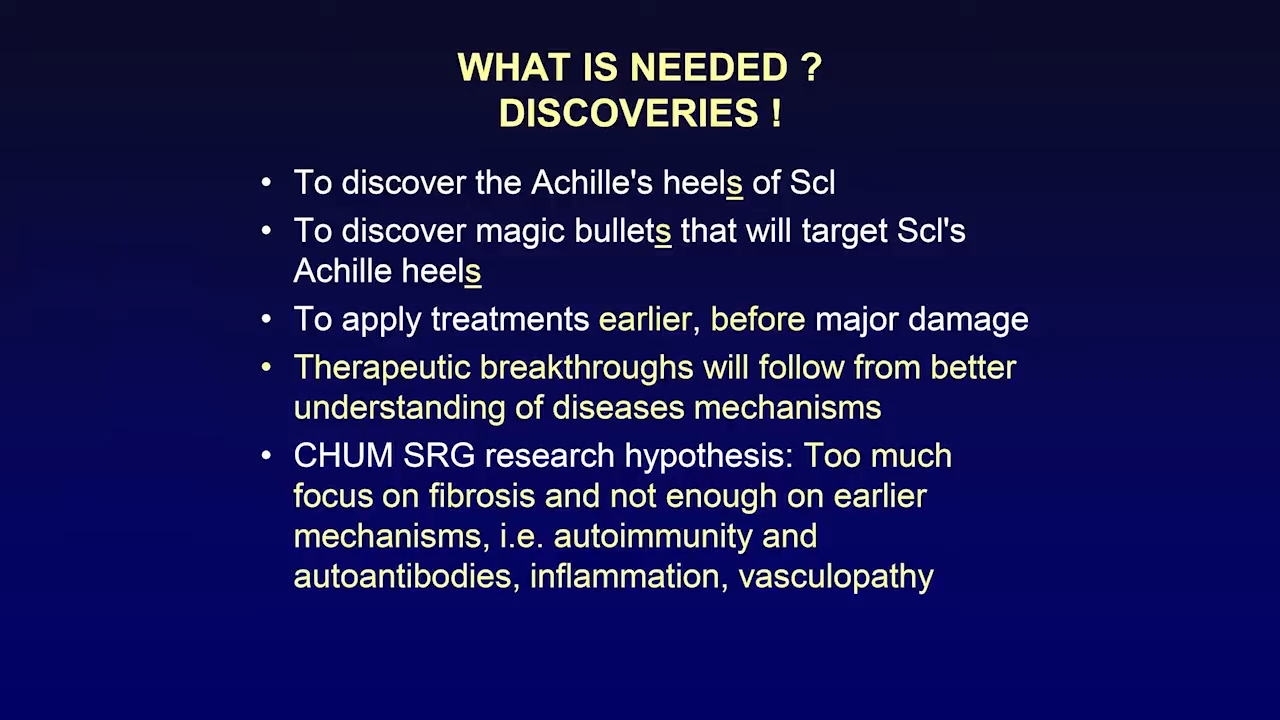 WHAT IS NEEDED ?
DISCOVERIES !
• To discover the Achille's heels of Scl
• To discover magic bullets that will target Scl's
Achille heels
• To apply treatments earlier, before major damage
• Therapeutic breakthroughs will follow from better
understanding of diseases mechanisms
• CHUM SRG research hypothesis: Too much
focus on fibrosis and not enough on earlier
mechanisms, i.e. autoimmunity and
autoantibodies, inflammation, vasculopathy